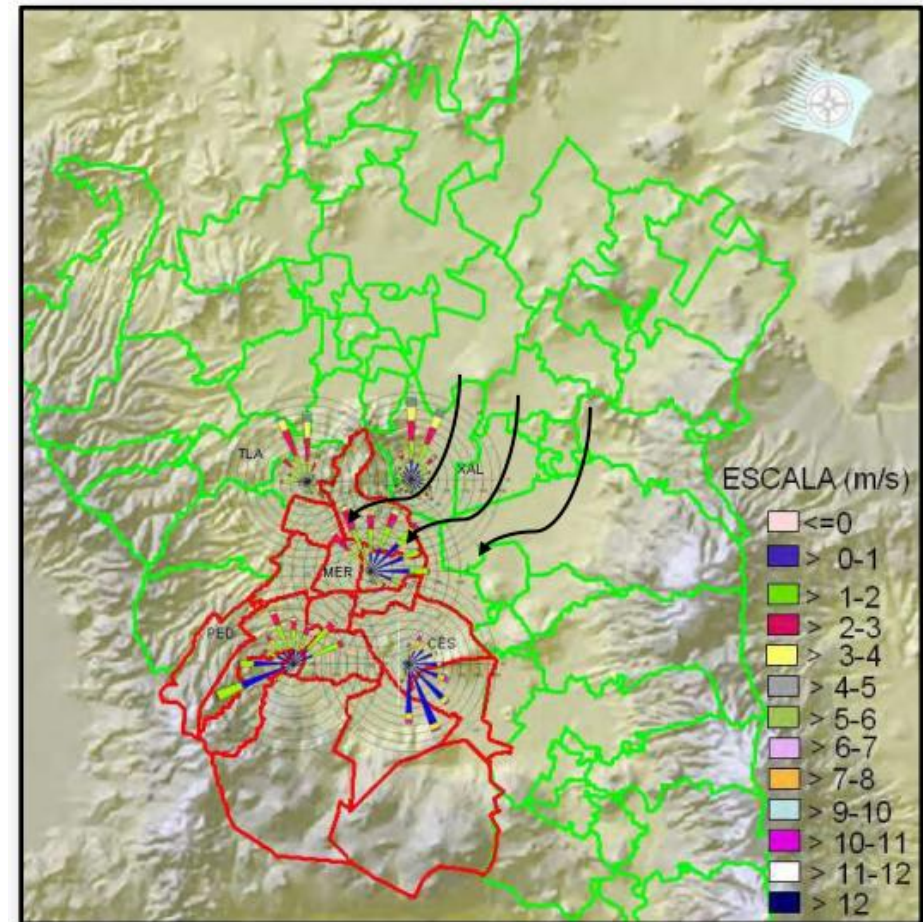 TLA
XAL
MER
PED
CES
ESCALA (m/s)
<=0
> 0-1
> 1-2
> 2-3
> 3-4
> 4-5
> 5-6
> 6-7
> 7-8
> 9-10
> 10-11
> 11-12
> 12